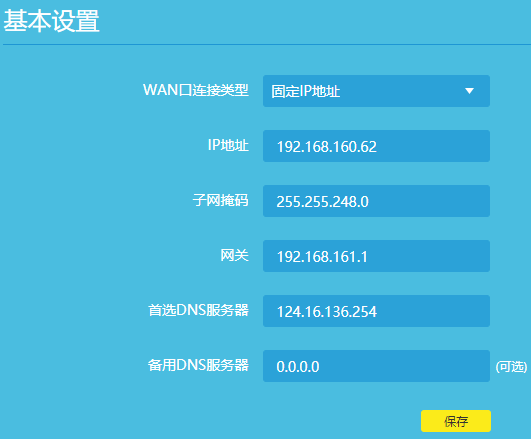 基本设置
WAN口连接类型 固定IP地址
IP地址 192.168.160.62
子网掩码 255.255.248.0
网关 192.168.161.1
首选DNS服务器 124.16.136.254
备用DNS服务器 0.0.0.0 (可选)
保存